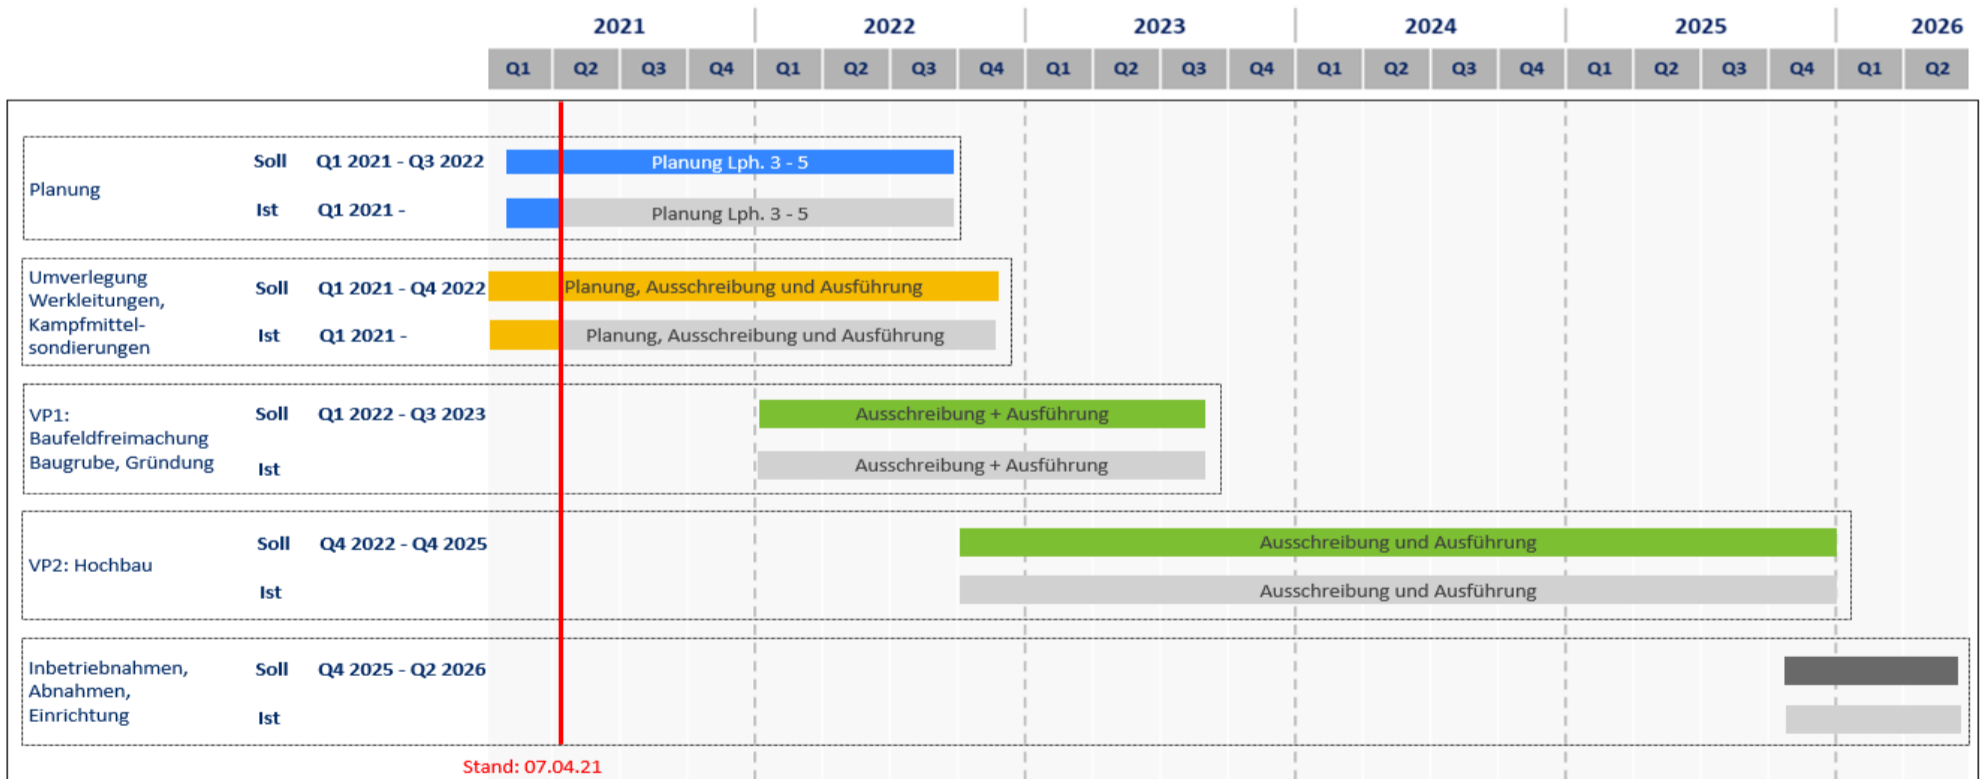 2021 2022 2023 2024 2025 2026
Q1 Q2 Q3 Q4 Q1 Q2 Q3 Q4 Q1 Q2 Q3 Q4 Q1 Q2 Q3 Q4 Q1 Q2 Q3 Q4 Q1 Q2
Planung
Soll Q1 2021 - Q3 2022 Planung Lph. 3 - 5
Ist Q1 2021 - Planung Lph. 3 - 5
Umverlegung
Werkleitungen,
Kampfmittel-
sondierungen
Soll Q1 2021 - Q4 2022 Planung, Ausschreibung und Ausführung
Ist Q1 2021 - Planung, Ausschreibung und Ausführung
VP1:
Baufeldfreimachung
Baugrube, Gründung
Soll Q1 2022 - Q3 2023 Ausschreibung + Ausführung
Ist Ausschreibung + Ausführung
VP2: Hochbau
Soll Q4 2022 - Q4 2025 Ausschreibung und Ausführung
Ist Ausschreibung und Ausführung
Inbetriebnahmen,
Abnahmen,
Einrichtung
Soll Q4 2025 - Q2 2026
Ist
Stand: 07.04.21